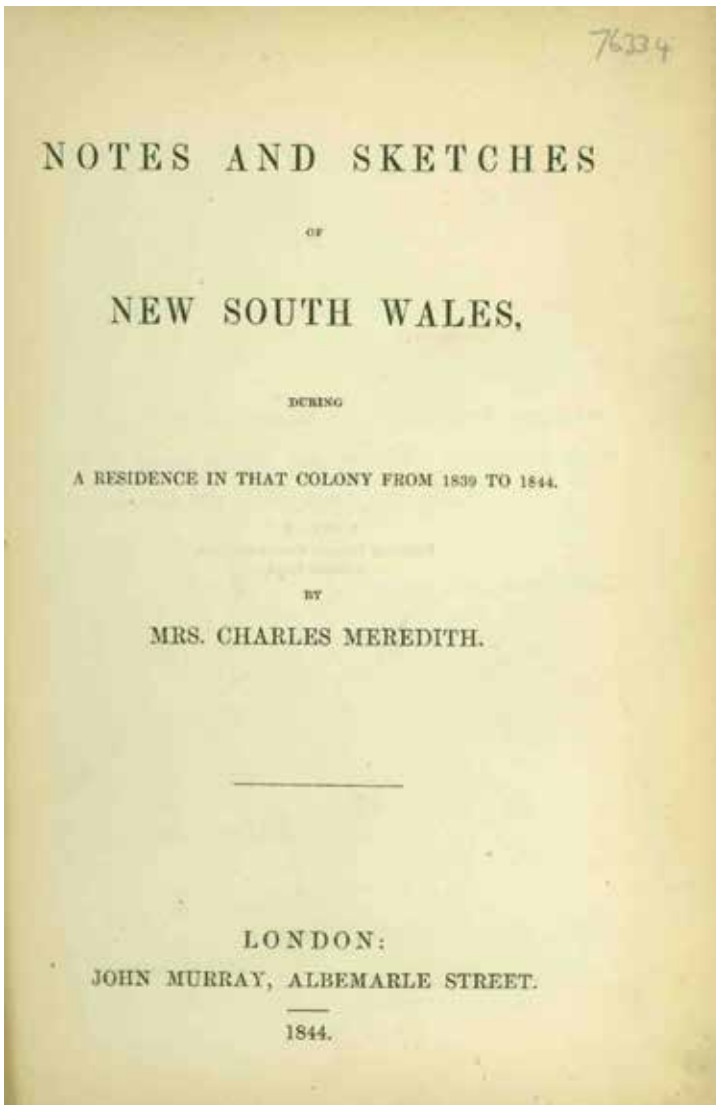 76334
NOTES AND SKETCHES
OF
NEW SOUTH WALES,
DURING
A RESIDENCE IN THAT COLONY FROM 1839 TO 1844.
BY
MRS. CHARLES MEREDITH.
LONDON:
JOHN MURRAY, ALBEMARLE STREET.
1844.